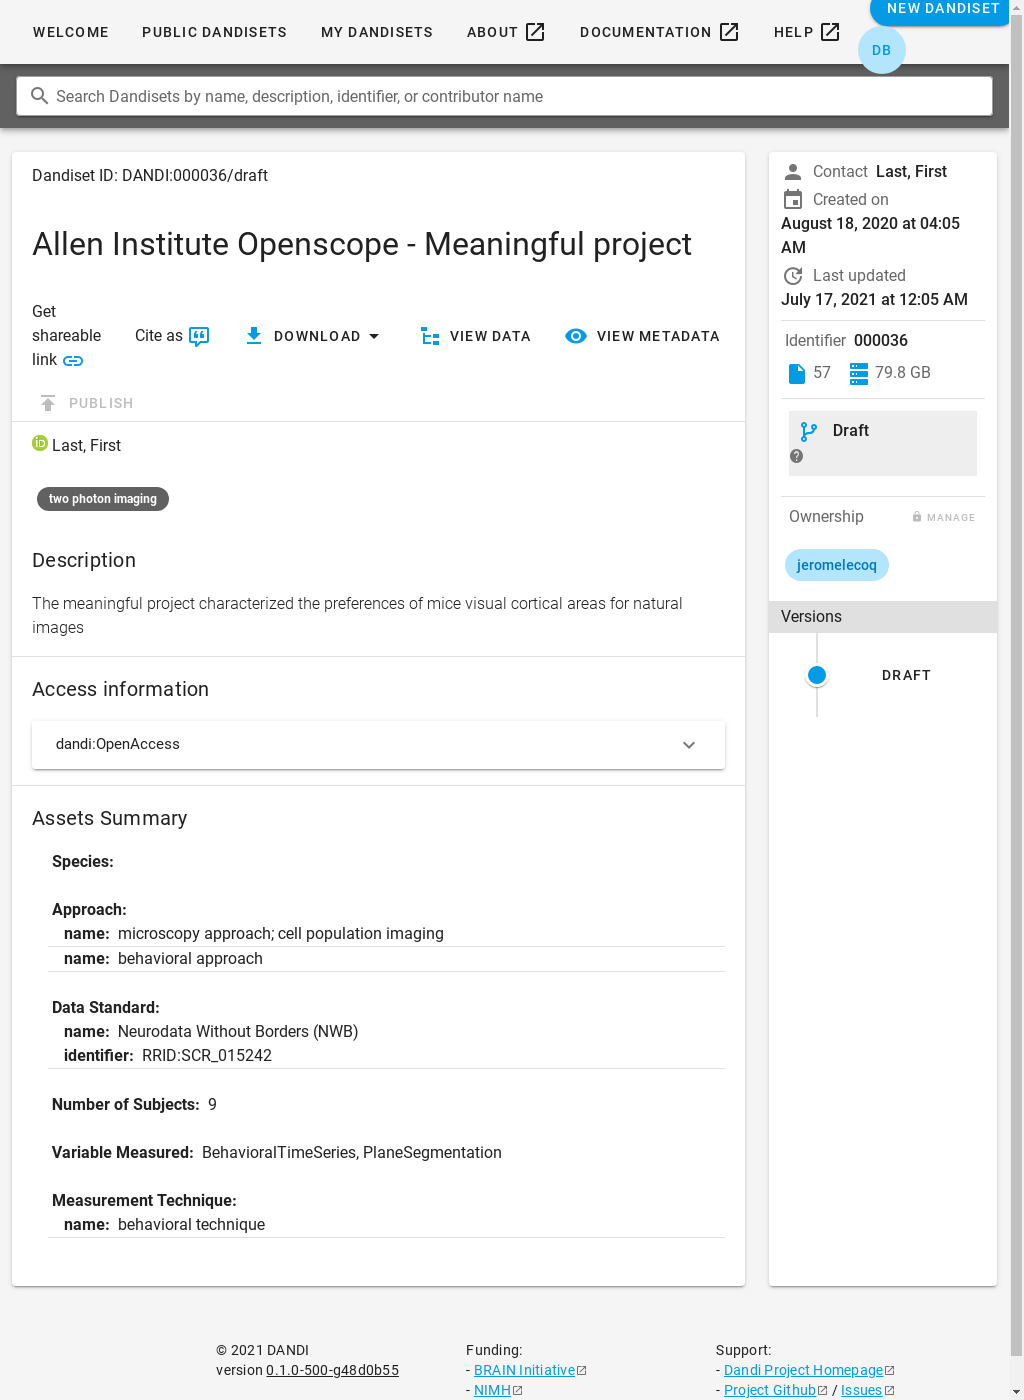 NEW DANDISET
WELCOME
PUBLIC DANDISETS
MY DANDISETS
ABOUT
DOCUMENTATION
HELP
DB
Search Dandisets by name, description, identifier, or contributor name
Dandiset ID: DANDI:000036/draft
Allen Institute Openscope - Meaningful project
Get
shareable
link
Cite as
DOWNLOAD
VIEW DATA
VIEW METADATA
PUBLISH
Last, First
two photon imaging
Description
The meaningful project characterized the preferences of mice visual cortical areas for natural
images
Access information
dandi:OpenAccess
Assets Summary
Species:
Approach:
name: microscopy approach; cell population imaging
name: behavioral approach
Data Standard:
name: Neurodata Without Borders (NWB)
identifier: RRID:SCR_015242
Number of Subjects: 9
Variable Measured: BehavioralTimeSeries, PlaneSegmentation
Measurement Technique:
name: behavioral technique
Contact Last, First
Created on
August 18, 2020 at 04:05
AM
Last updated
July 17, 2021 at 12:05 AM
Identifier 000036
57 79.8 GB
Draft
Ownership
MANAGE
jeromelecoq
Versions
DRAFT
© 2021 DANDI
version 0.1.0-500-g48d0b55
Funding:
- BRAIN Initiative
- NIMH
Support:
- Dandi Project Homepage
- Project Github / Issues